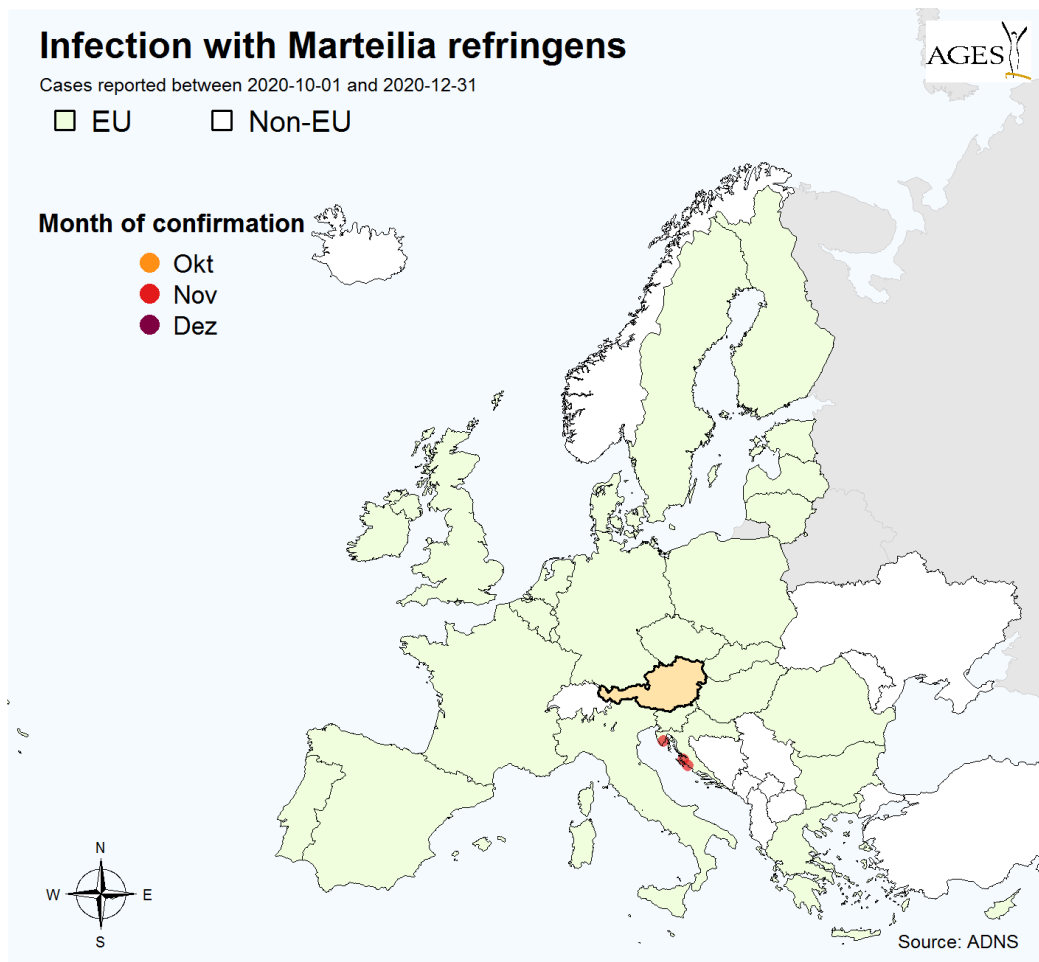 Infection with Marteilia refringens
AGES
Cases reported between 2020-10-01 and 2020-12-31
EU
Non-EU
Month of confirmation
Okt
Nov
Dez
N
W
E
S
Source: ADNS